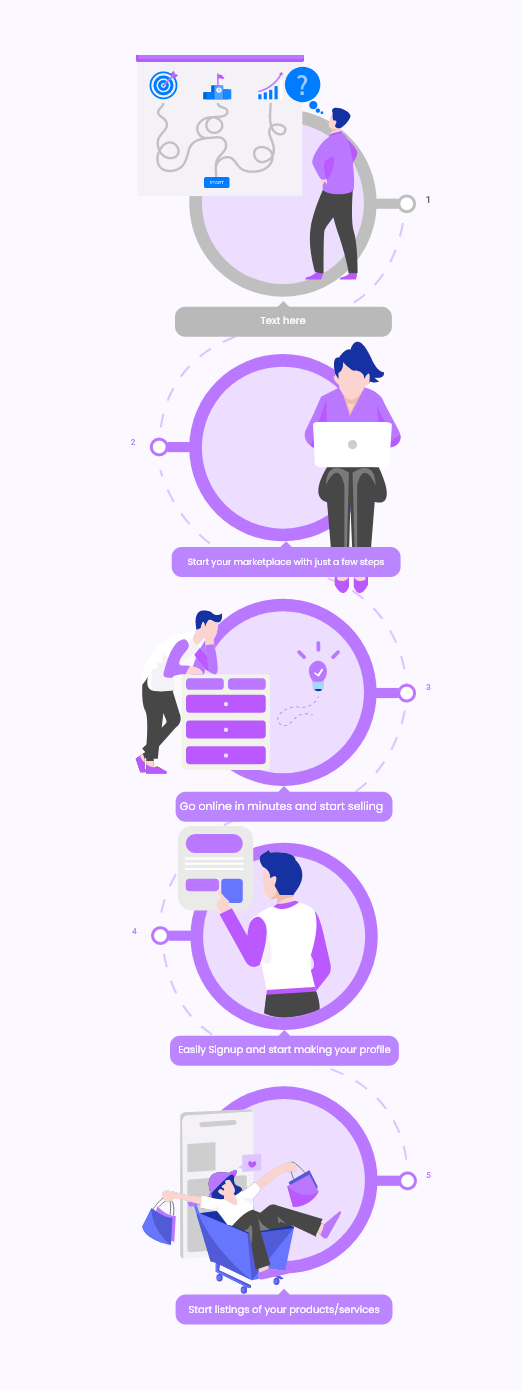 ?
START
1
Text here
2
Start your marketplace with just a few steps
3
Go online in minutes and start selling
4
Easily Signup and start making your profile
5
Start listings of your products/services